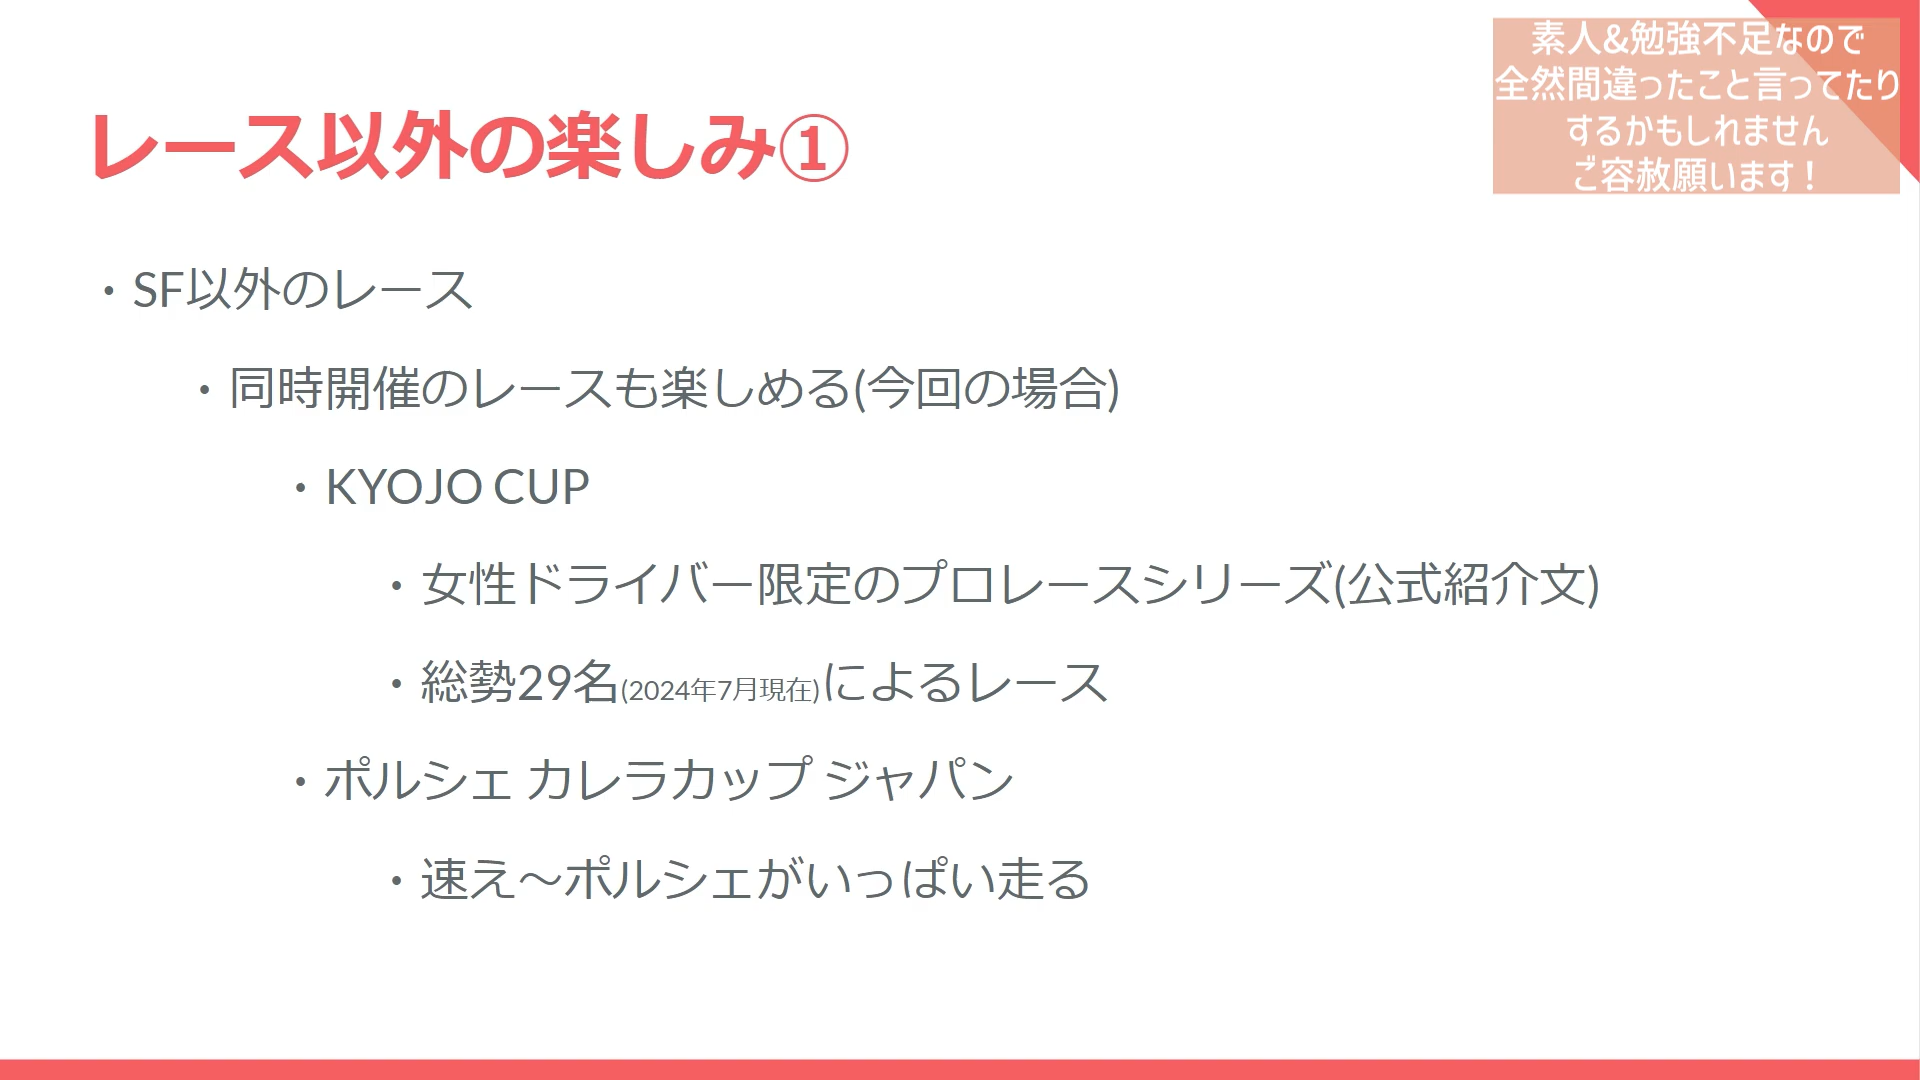 素人&勉強不足なので
全然間違ったこと言ってたり
するかもしれません
ご容赦願います！
レース以外の楽しみ①
・SF以外のレース
・同時開催のレースも楽しめる(今回の場合)
・KYOJO CUP
・女性ドライバー限定のプロレースシリーズ(公式紹介文)
・総勢29名(2024年7月現在)によるレース
・ポルシェ カレラカップ ジャパン
・速え～ポルシェがいっぱい走る